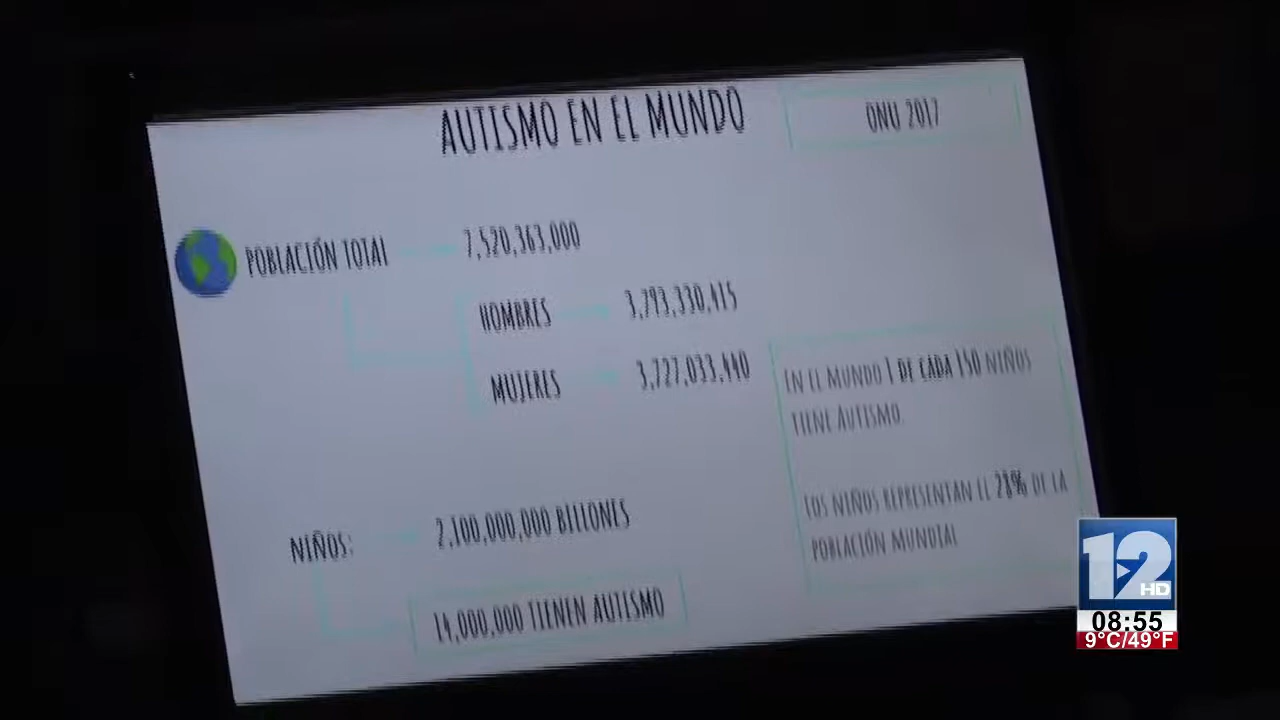 AUTISMO EN EL MUNDO
ONU 2017
POBLACIÓN TOTAL
7,520,363,000
HOMBRES
3,793,330,415
MUJERES
3,727,033,440
EN EL MUNDO 1 DE CADA 150 NIÑOS
TIENE AUTISMO.
LOS NIÑOS REPRESENTAN EL 28% DE LA
POBLACIÓN MUNDIAL
NIÑOS:
2,100,000,000 BILLONES
14,000,000 TIENEN AUTISMO
12
HD
08:55
9°C/49°F